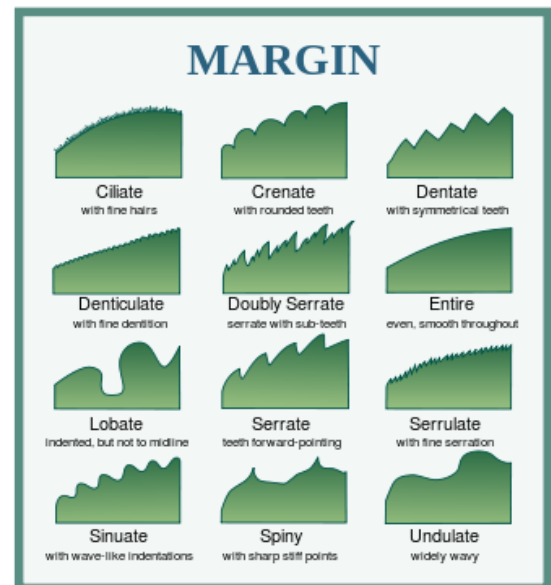 MARGIN
Ciliate
with fine hairs
Crenate
with rounded teeth
Dentate
with symmetrical teeth
Denticulate
with fine dentition
Doubly Serrate
serrate with sub-teeth
Entire
even, smooth throughout
Lobate
indented, but not to midline
Serrate
teeth forward-pointing
Serrulate
with fine serration
Sinuate
with wave-like indentations
Spiny
with sharp stiff points
Undulate
widely wavy